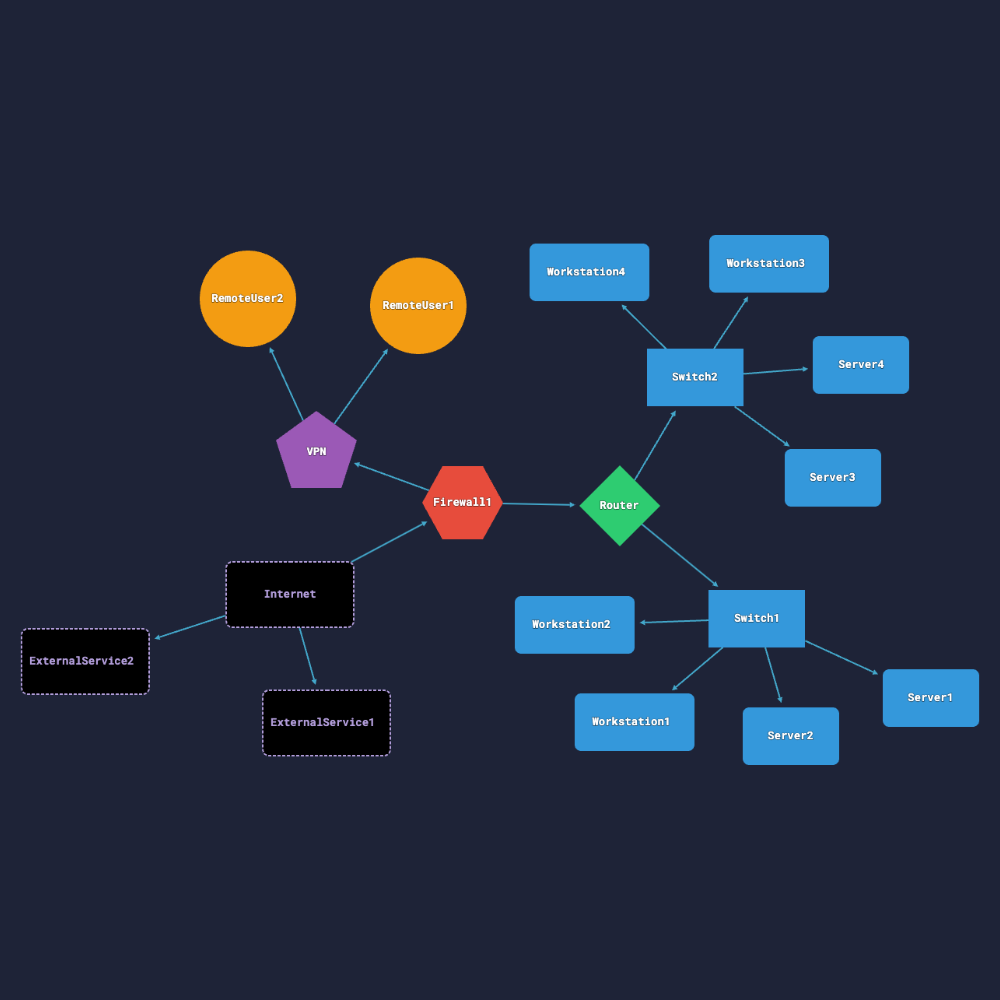 Workstation3
Workstation4
RemoteUser2
RemoteUser1
Server4
Switch2
VPN
Server3
Firewall1
Router
Internet
Switch1
Workstation2
ExternalService2
Server1
ExternalService1
Workstation1
Server2